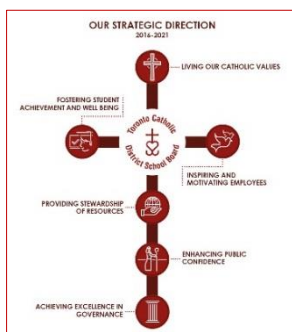 OUR STRATEGIC DIRECTION
2016-2021
LIVING OUR CATHOLIC VALUES
FOSTERING STUDENT
ACHIEVEMENT AND WELL BEING
Toronto Catholic
District School Board
INSPIRING AND
MOTIVATING EMPLOYEES
PROVIDING STEWARDSHIP
OF RESOURCES
ENHANCING PUBLIC
CONFIDENCE
ACHIEVING EXCELLENCE IN
GOVERNANCE